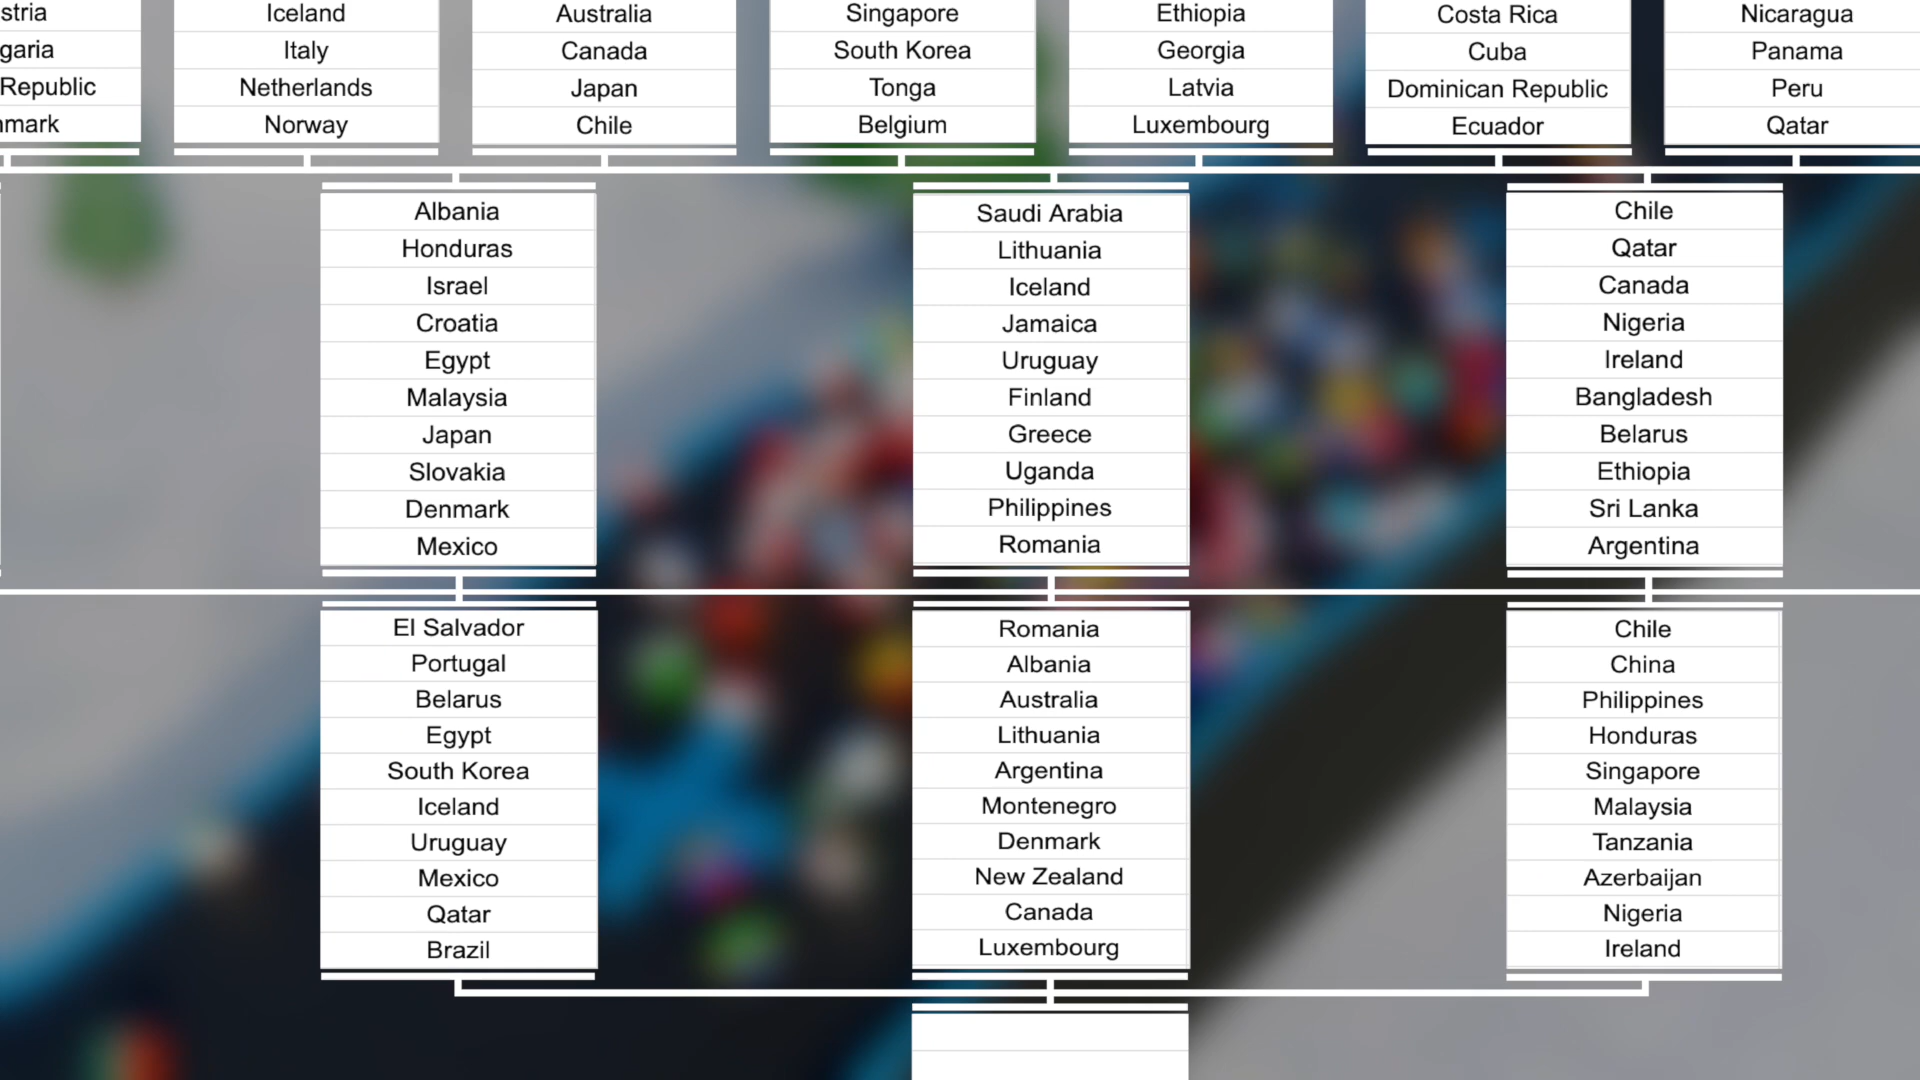 stria
garia
Republic
nmark
Iceland
Italy
Netherlands
Norway
Australia
Canada
Japan
Chile
Singapore
South Korea
Tonga
Belgium
Ethiopia
Georgia
Latvia
Luxembourg
Costa Rica
Cuba
Dominican Republic
Ecuador
Nicaragua
Panama
Peru
Qatar
Albania
Honduras
Israel
Croatia
Egypt
Malaysia
Japan
Slovakia
Denmark
Mexico
Saudi Arabia
Lithuania
Iceland
Jamaica
Uruguay
Finland
Greece
Uganda
Philippines
Romania
Chile
Qatar
Canada
Nigeria
Ireland
Bangladesh
Belarus
Ethiopia
Sri Lanka
Argentina
El Salvador
Portugal
Belarus
Egypt
South Korea
Iceland
Uruguay
Mexico
Qatar
Brazil
Romania
Albania
Australia
Lithuania
Argentina
Montenegro
Denmark
New Zealand
Canada
Luxembourg
Chile
China
Philippines
Honduras
Singapore
Malaysia
Tanzania
Azerbaijan
Nigeria
Ireland